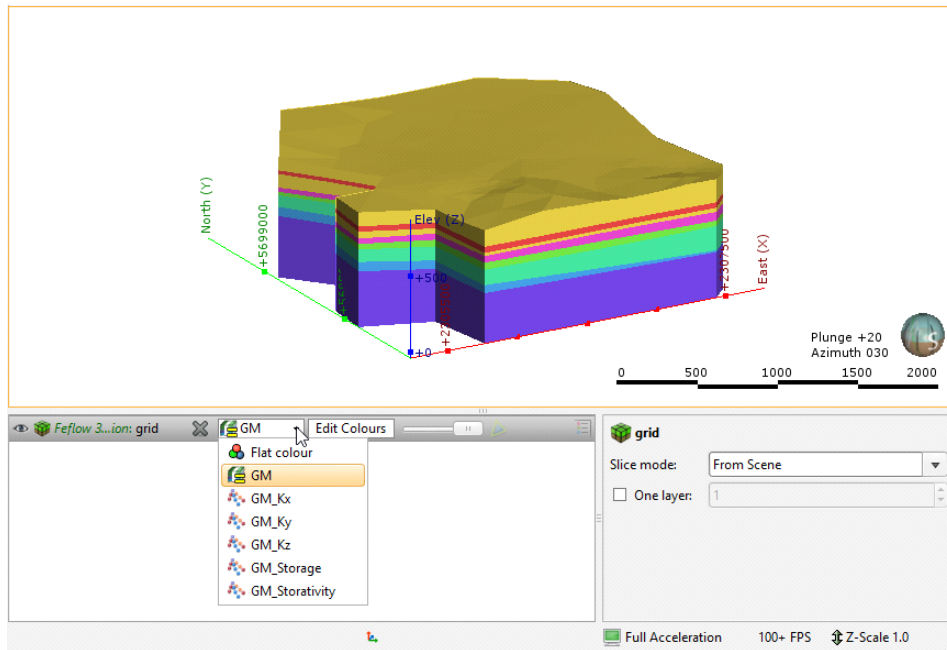 Elev (Z)
North (Y)
+5699000
+500
+0
+2307500
East (X)
Plunge +20
Azimuth 030
0 500 1000 1500 2000
Feflow 3...ion: grid GM Edit Colours
Flat colour
GM
GM_Kx
GM_Ky
GM_Kz
GM_Storage
GM_Storativity
grid
Slice mode: From Scene
One layer: 1
Full Acceleration 100+ FPS Z-Scale 1.0